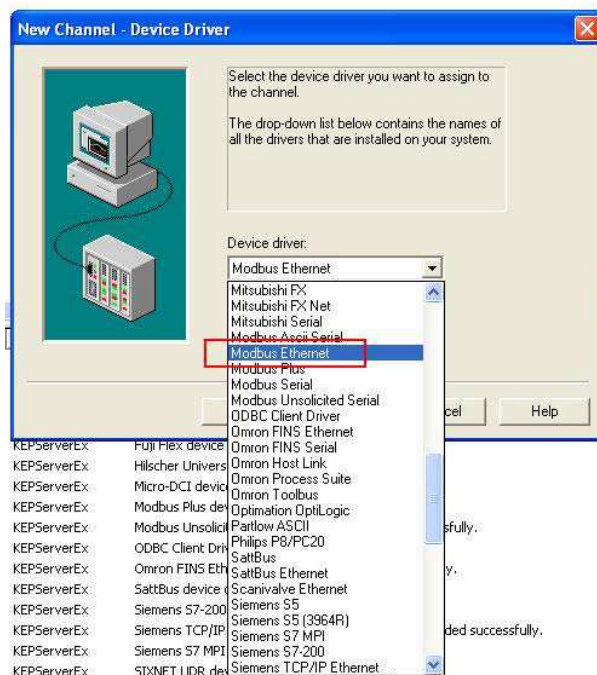 New Channel - Device Driver
Select the device driver you want to assign to
the channel.
The drop-down list below contains the names of
all the drivers that are installed on your system.
Device driver:
Modbus Ethernet
Mitsubishi FX
Mitsubishi FX Net
Mitsubishi Serial
Modbus Ascii Serial
Modbus Ethernet
Modbus Plus
Modbus Serial
Modbus Unsolicited Serial
ODBC Client Driver
Omron FINS Ethernet
Omron FINS Serial
Omron Host Link
Omron Process Suite
Omron Toolbus
Optimation OptiLogic
Partlow ASCII
Philips P8/PC20
SattBus
SattBus Ethernet
Scanivalve Ethernet
Siemens S5
Siemens S5 (3964R)
Siemens S7 MPI
Siemens S7-200
Siemens TCP/IP Ethernet
cel Help
KEPServerEx Fuji Flex device
KEPServerEx Hilscher Univers
KEPServerEx Micro-DCI devic
KEPServerEx Modbus Plus dev
KEPServerEx Modbus Unsolici sfully.
KEPServerEx ODBC Client Driv
KEPServerEx Omron FINS Eth y.
KEPServerEx SattBus device d
KEPServerEx Siemens S7-200
KEPServerEx Siemens TCP/IP ded successfully.
KEPServerEx Siemens S7 MPI
KEPServerEx SIXNET UDR dev